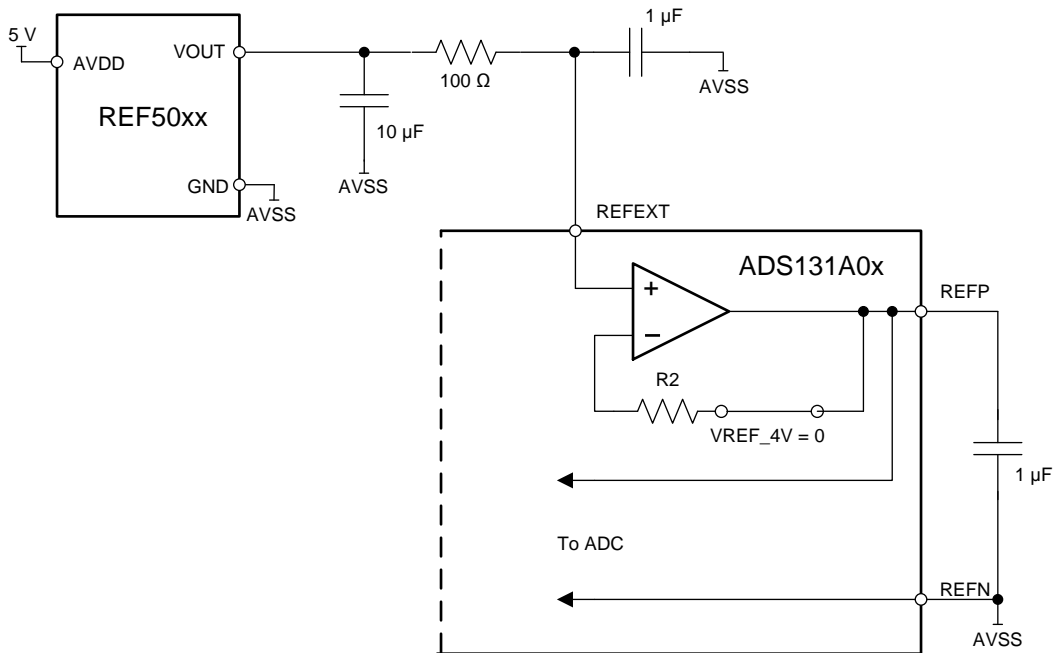 1 µF
5 V
VOUT
AVDD
100 Ω
AVSS
REF50xx
10 µF
AVSS
GND
AVSS
REFEXT
ADS131A0x
REFP
+
−
R2
VREF_4V = 0
1 µF
To ADC
REFN
AVSS